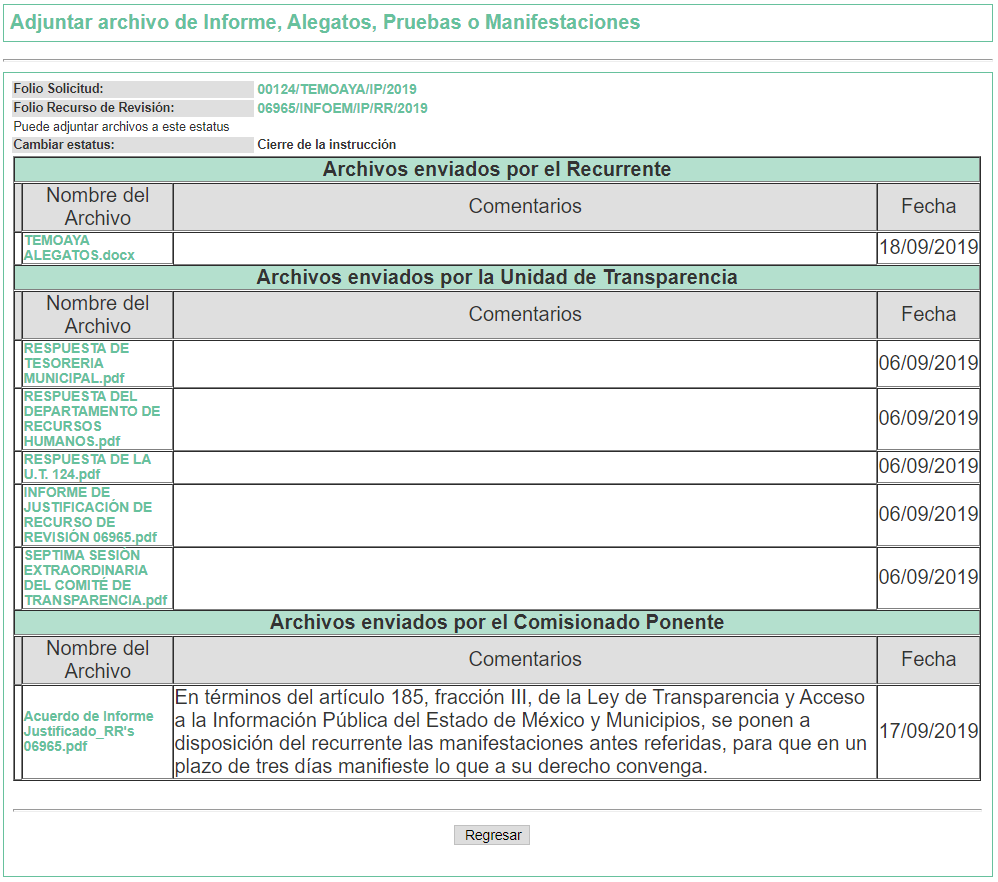 Adjuntar archivo de Informe, Alegatos, Pruebas o Manifestaciones
Folio Solicitud: 00124/TEMOAYA/IP/2019
Folio Recurso de Revisión: 06965/INFOEM/IP/RR/2019
Puede adjuntar archivos a este estatus
Cambiar estatus: Cierre de la instrucción
Archivos enviados por el Recurrente
Nombre del
Archivo
Comentarios
Fecha
TEMOAYA
ALEGATOS.docx
18/09/2019
Archivos enviados por la Unidad de Transparencia
Nombre del
Archivo
Comentarios
Fecha
RESPUESTA DE
TESORERIA
MUNICIPAL.pdf
06/09/2019
RESPUESTA DEL
DEPARTAMENTO DE
RECURSOS
HUMANOS.pdf
06/09/2019
RESPUESTA DE LA
U.T. 124.pdf
06/09/2019
INFORME DE
JUSTIFICACIÓN DE
RECURSO DE
REVISIÓN 06965.pdf
06/09/2019
SEPTIMA SESIÓN
EXTRAORDINARIA
DEL COMITÉ DE
TRANSPARENCIA.pdf
06/09/2019
Archivos enviados por el Comisionado Ponente
Nombre del
Archivo
Comentarios
Fecha
Acuerdo de Informe
Justificado_RR's
06965.pdf
En términos del artículo 185, fracción III, de la Ley de Transparencia y Acceso
a la Información Pública del Estado de México y Municipios, se ponen a
disposición del recurrente las manifestaciones antes referidas, para que en un
plazo de tres días manifieste lo que a su derecho convenga.
17/09/2019
Regresar